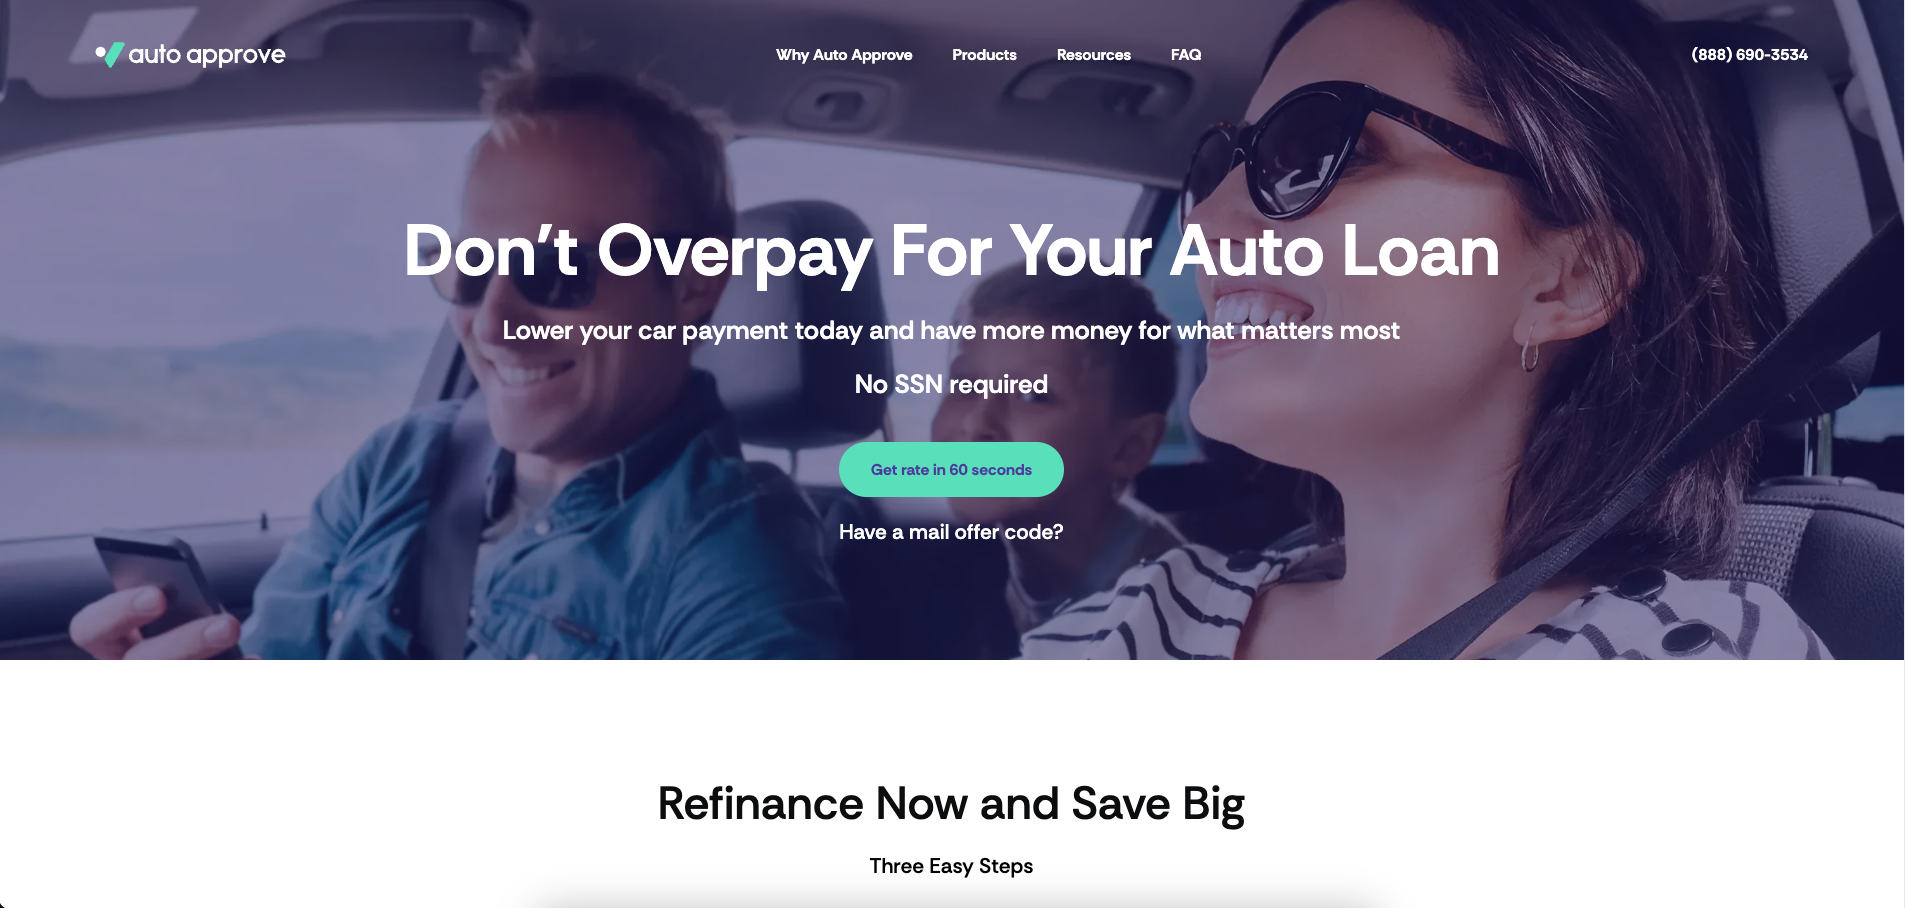 auto approve
Why Auto Approve
Products
Resources
FAQ
(888) 690-3534
Don't Overpay For Your Auto Loan
Lower your car payment today and have more money for what matters most
No SSN required
Get rate in 60 seconds
Have a mail offer code?
Refinance Now and Save Big
Three Easy Steps